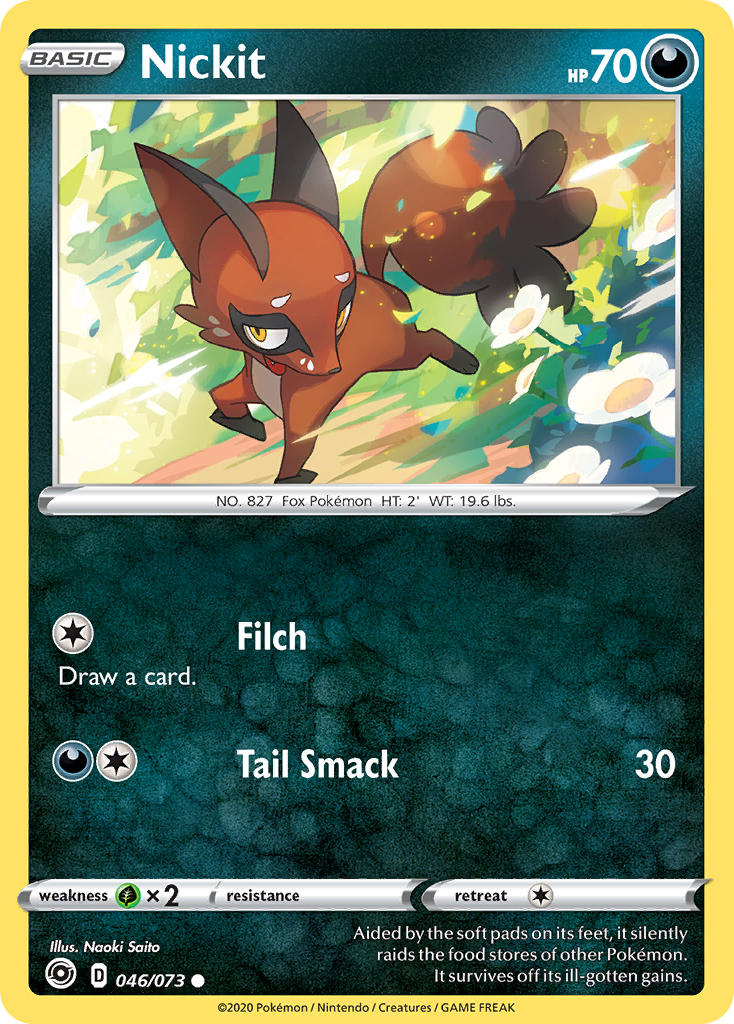 BASIC Nickit HP 70
NO. 827 Fox Pokémon HT: 2' WT: 19.6 lbs.
Filch
Draw a card.
Tail Smack 30
weakness ×2 resistance retreat
Illus. Naoki Saito
Aided by the soft pads on its feet, it silently
raids the food stores of other Pokémon.
It survives off its ill-gotten gains.
D 046/073
©2020 Pokémon / Nintendo / Creatures / GAME FREAK